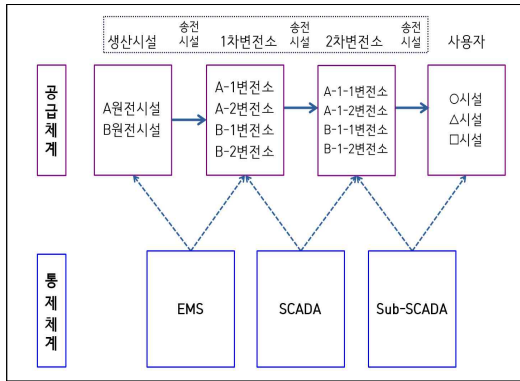 송전 송전 송전
생산시설 시설 1차변전소 시설 2차변전소 시설 사용자
공급체계
A원전시설
B원전시설
A-1변전소
A-2변전소
B-1변전소
B-2변전소
A-1-1변전소
A-1-2변전소
B-1-1변전소
B-1-2변전소
○시설
△시설
□시설
통제체계
EMS
SCADA
Sub-SCADA